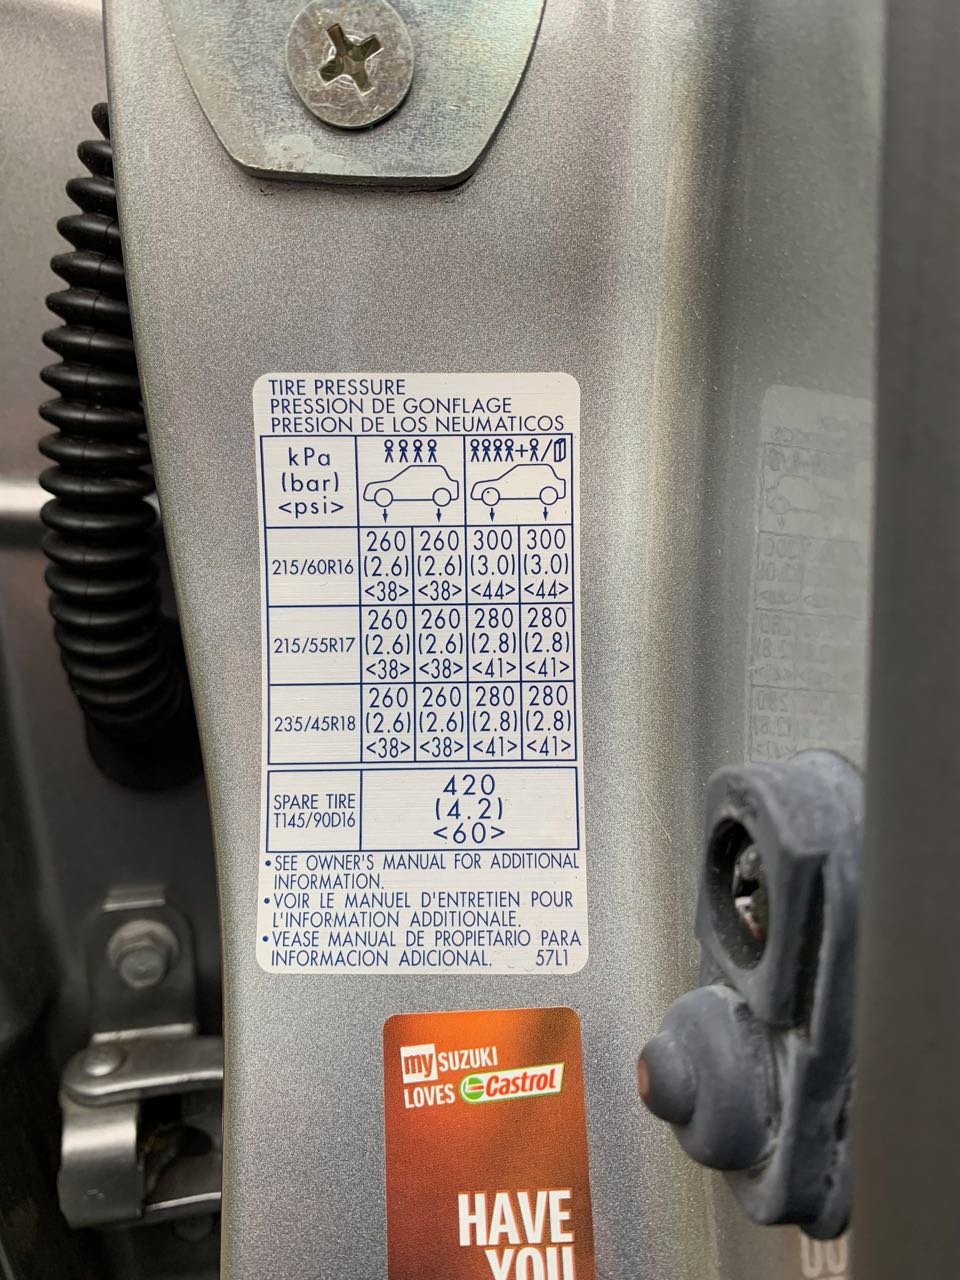 TIRE PRESSURE
PRESSION DE GONFLAGE
PRESION DE LOS NEUMATICOS
kPa
(bar)
<psi>
215/60R16
260 260 300 300
(2.6) (2.6) (3.0) (3.0)
<38> <38> <44> <44>
215/55R17
260 260 280 280
(2.6) (2.6) (2.8) (2.8)
<38> <38> <41> <41>
235/45R18
260 260 280 280
(2.6) (2.6) (2.8) (2.8)
<38> <38> <41> <41>
SPARE TIRE
T145/90D16
420
(4.2)
<60>
•SEE OWNER'S MANUAL FOR ADDITIONAL
INFORMATION.
•VOIR LE MANUEL D'ENTRETIEN POUR
L'INFORMATION ADDITIONALE.
•VEASE MANUAL DE PROPIETARIO PARA
INFORMACION ADICIONAL. 57L1
my SUZUKI
LOVES Castrol
HAVE
YOU